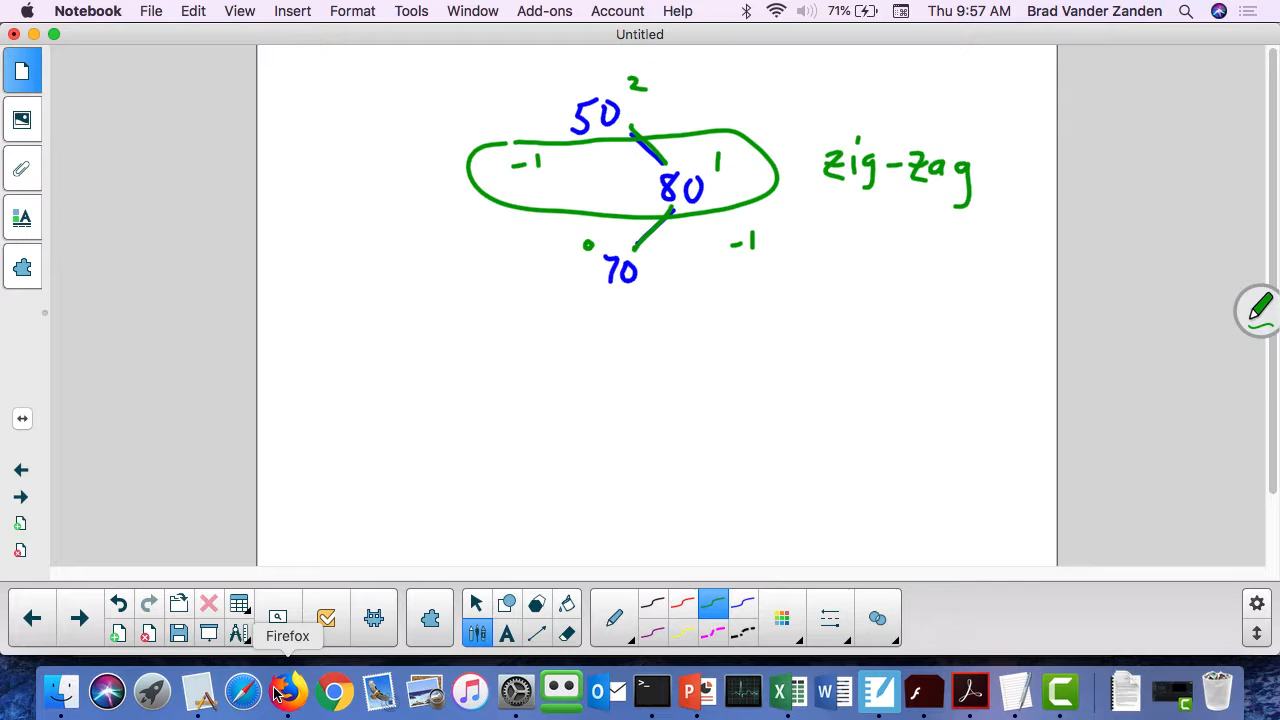 Notebook File Edit View Insert Format Tools Window Add-ons Account Help 71% Thu 9:57 AM Brad Vander Zanden
Untitled
2
50
-1 1 zig-zag
80
0 -1
70
A
A
Firefox